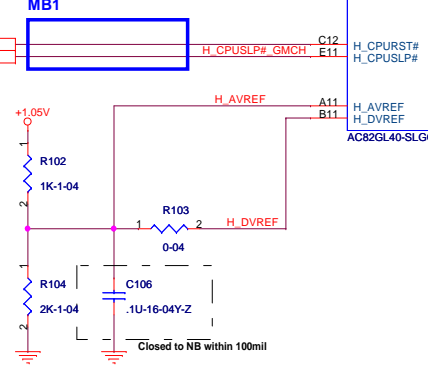 MB1
C12 H_CPURST#
H_CPUSLP#_GMCH E11 H_CPUSLP#
H_AVREF A11 H_AVREF
B11 H_DVREF
+1.05V
AC82GL40-SLG
1
R102
1K-1-04
2
R103
1 2 H_DVREF
0-04
1
R104
2K-1-04
2
C106
.1U-16-04Y-Z
Closed to NB within 100mil